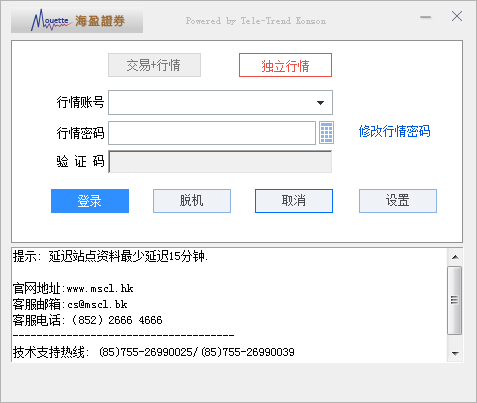 Mouette 海盈證券
Powered by Tele-Trend Konson
交易+行情
独立行情
行情账号
行情密码
修改行情密码
验 证 码
登录
脱机
取消
设置
提示: 延迟站点资料最少延迟15分钟.
官网地址:www.mscl.hk
客服邮箱:cs@mscl.bk
客服电话: (852) 2666 4666
--------------------------------------
技术支持热线: (85)755-26990025/(85)755-26990039